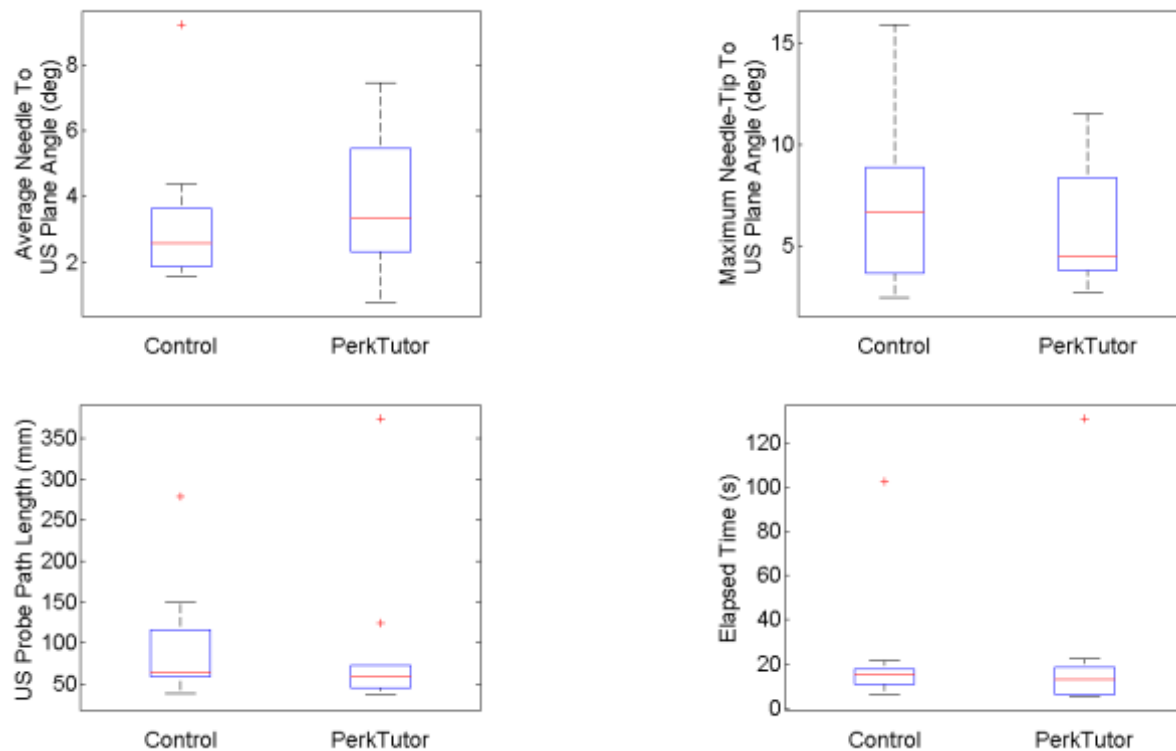 Average Needle To
US Plane Angle (deg)
8
6
4
2
Control
PerkTutor
Maximum Needle-Tip To
US Plane Angle (deg)
15
10
5
Control
PerkTutor
US Probe Path Length (mm)
350
300
250
200
150
100
50
Control
PerkTutor
Elapsed Time (s)
120
100
80
60
40
20
0
Control
PerkTutor